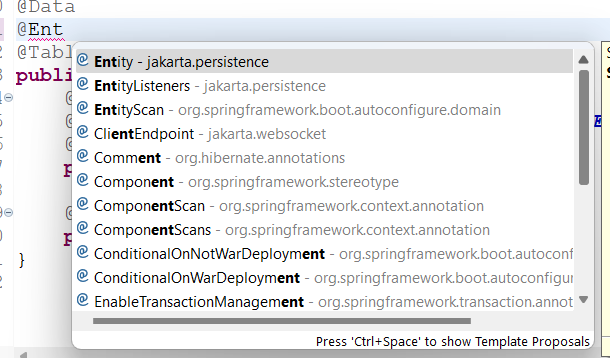 @Data
@Ent
@Tabl
publi
Entity - jakarta.persistence
EntityListeners - jakarta.persistence
EntityScan - org.springframework.boot.autoconfigure.domain
ClientEndpoint - jakarta.websocket
Comment - org.hibernate.annotations
Component - org.springframework.stereotype
ComponentScan - org.springframework.context.annotation
ComponentScans - org.springframework.context.annotation
ConditionalOnNotWarDeployment - org.springframework.boot.autoconf
ConditionalOnWarDeployment - org.springframework.boot.autoconfigu
EnableTransactionManagement - org.springframework.transaction.annot
}
Press 'Ctrl+Space' to show Template Proposals